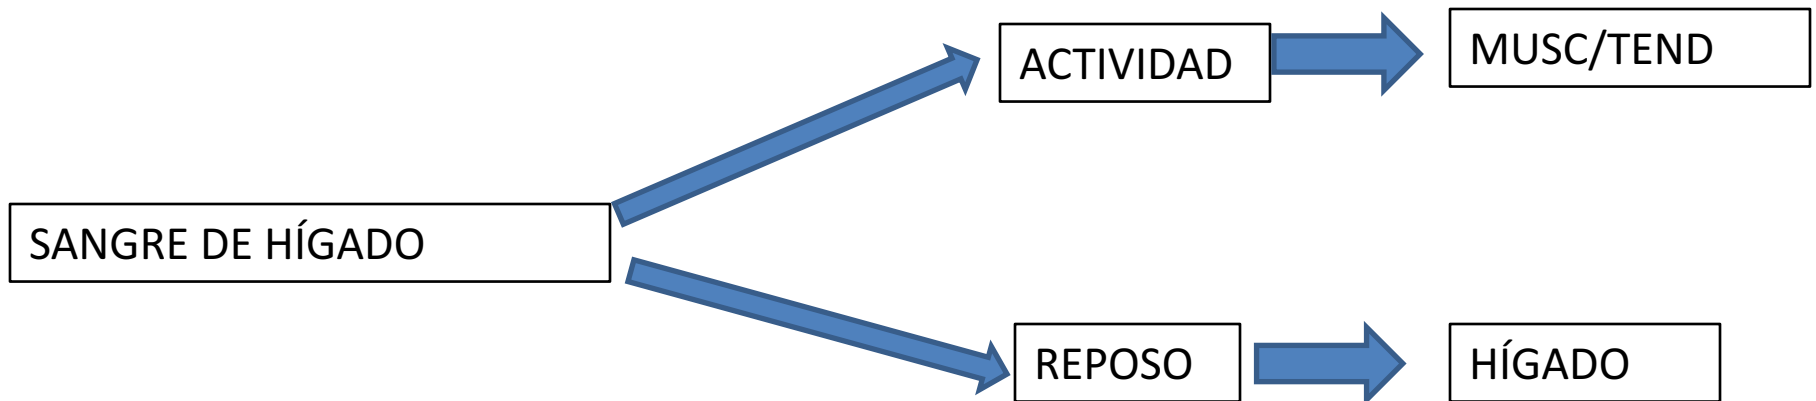 ACTIVIDAD
MUSC/TEND
SANGRE DE HÍGADO
REPOSO
HÍGADO